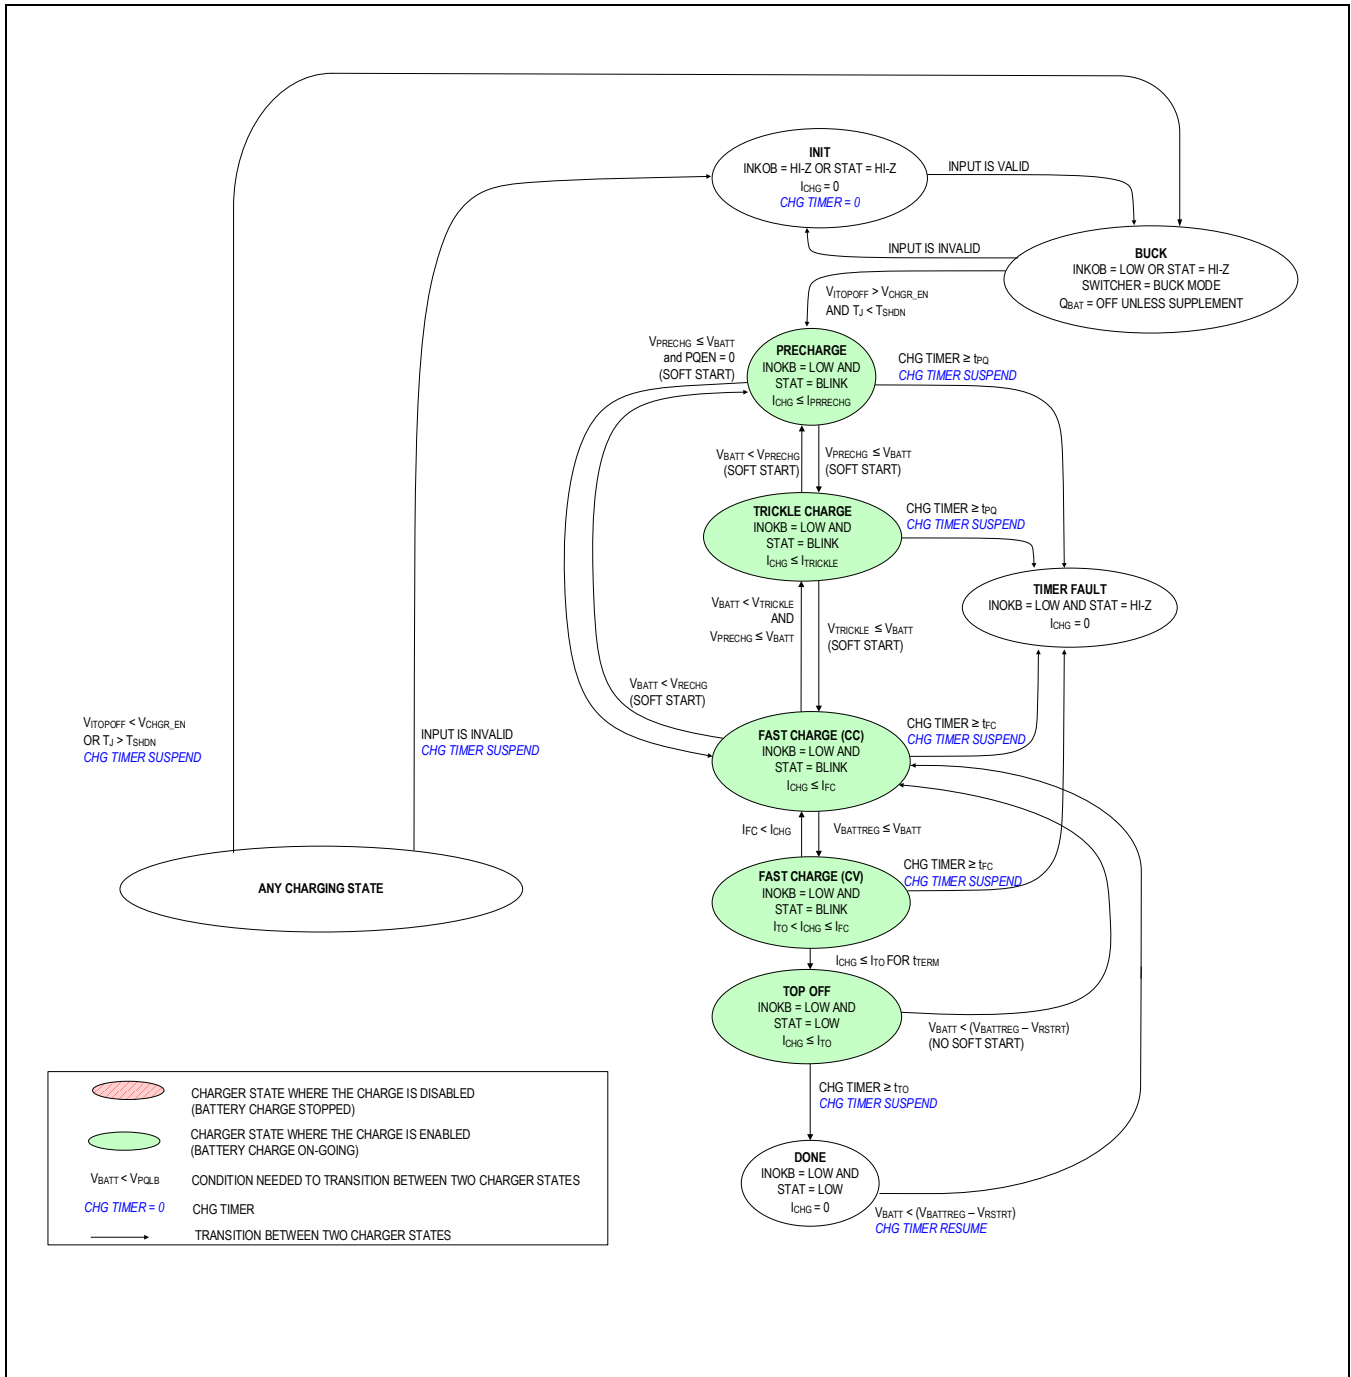 INIT
INKOB = HI-Z OR STAT = HI-Z
ICHG = 0
CHG TIMER = 0
INPUT IS VALID
INPUT IS INVALID
BUCK
INKOB = LOW OR STAT = HI-Z
SWITCHER = BUCK MODE
QBAT = OFF UNLESS SUPPLEMENT
VITOPOFF > VCHGR_EN
AND TJ < TSHDN
VPRECHG ≤ VBATT
and PQEN = 0
(SOFT START)
PRECHARGE
INOKB = LOW AND
STAT = BLINK
ICHG ≤ IPRRECHG
CHG TIMER ≥ tPQ
CHG TIMER SUSPEND
VBATT < VPRECHG
(SOFT START)
VPRECHG ≤ VBATT
(SOFT START)
TRICKLE CHARGE
INOKB = LOW AND
STAT = BLINK
ICHG ≤ ITRICKLE
CHG TIMER ≥ tPQ
CHG TIMER SUSPEND
TIMER FAULT
INOKB = LOW AND STAT = HI-Z
ICHG = 0
VBATT < VTRICKLE
AND
VPRECHG ≤ VBATT
VTRICKLE ≤ VBATT
(SOFT START)
VBATT < VRECHG
(SOFT START)
VITOPOFF < VCHGR_EN
OR TJ > TSHDN
CHG TIMER SUSPEND
INPUT IS INVALID
CHG TIMER SUSPEND
FAST CHARGE (CC)
INOKB = LOW AND
STAT = BLINK
ICHG ≤ IFC
CHG TIMER ≥ tFC
CHG TIMER SUSPEND
IFC < ICHG
VBATTREG ≤ VBATT
ANY CHARGING STATE
FAST CHARGE (CV)
INOKB = LOW AND
STAT = BLINK
ITO < ICHG ≤ IFC
CHG TIMER ≥ tFC
CHG TIMER SUSPEND
ICHG ≤ ITO FOR tTERM
TOP OFF
INOKB = LOW AND
STAT = LOW
ICHG ≤ ITO
VBATT < (VBATTREG – VRSTRT)
(NO SOFT START)
CHG TIMER ≥ tTO
CHG TIMER SUSPEND
DONE
INOKB = LOW AND
STAT = LOW
ICHG = 0
VBATT < (VBATTREG – VRSTRT)
CHG TIMER RESUME
CHARGER STATE WHERE THE CHARGE IS DISABLED
(BATTERY CHARGE STOPPED)
CHARGER STATE WHERE THE CHARGE IS ENABLED
(BATTERY CHARGE ON-GOING)
VBATT < VPQLB CONDITION NEEDED TO TRANSITION BETWEEN TWO CHARGER STATES
CHG TIMER = 0 CHG TIMER
TRANSITION BETWEEN TWO CHARGER STATES